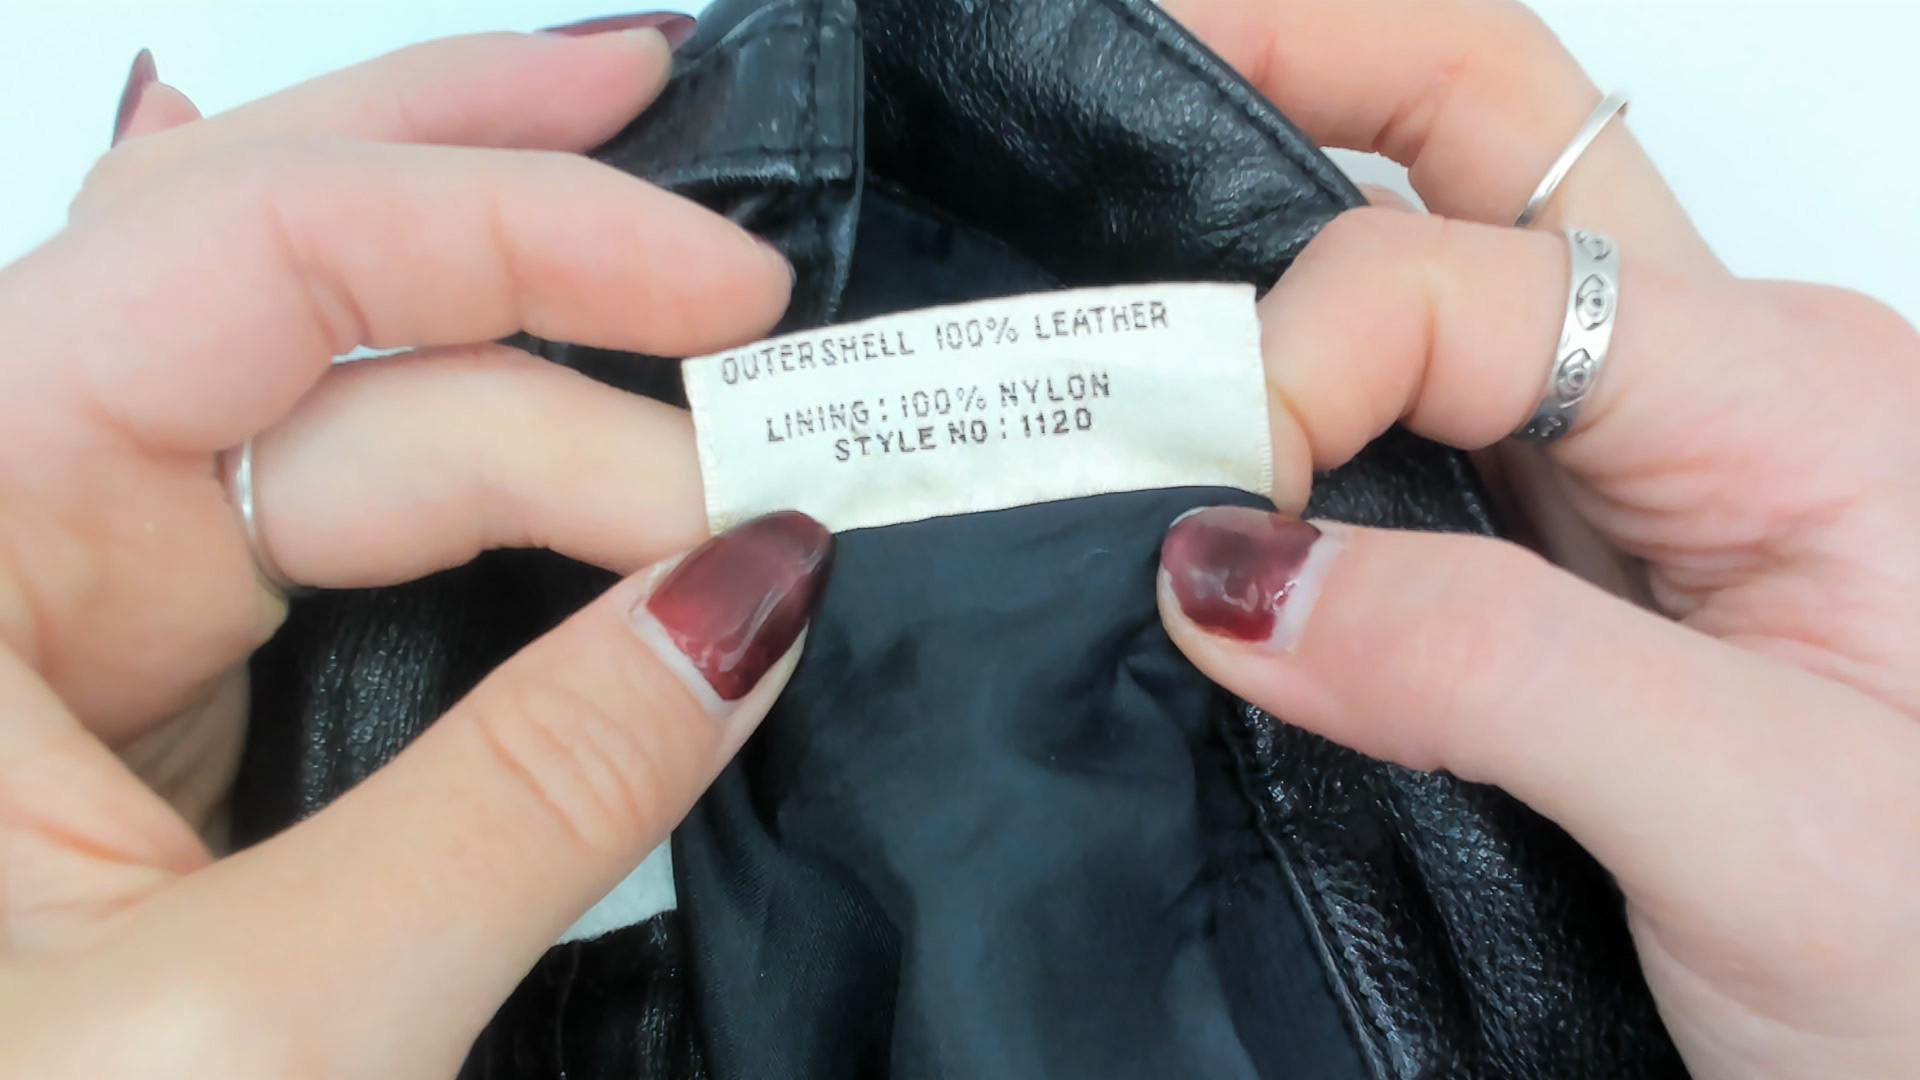 OUTERSHELL 100% LEATHER
LINING: 100% NYLON
STYLE NO: 1120